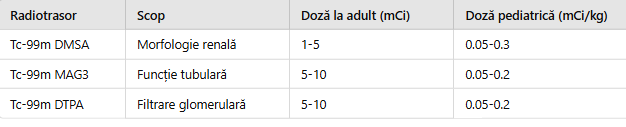 Radiotrasor Scop Doză la adult (mCi) Doză pediatrică (mCi/kg)
Tc-99m DMSA Morfologie renală 1-5 0.05-0.3
Tc-99m MAG3 Funcție tubulară 5-10 0.05-0.2
Tc-99m DTPA Filtrare glomerulară 5-10 0.05-0.2